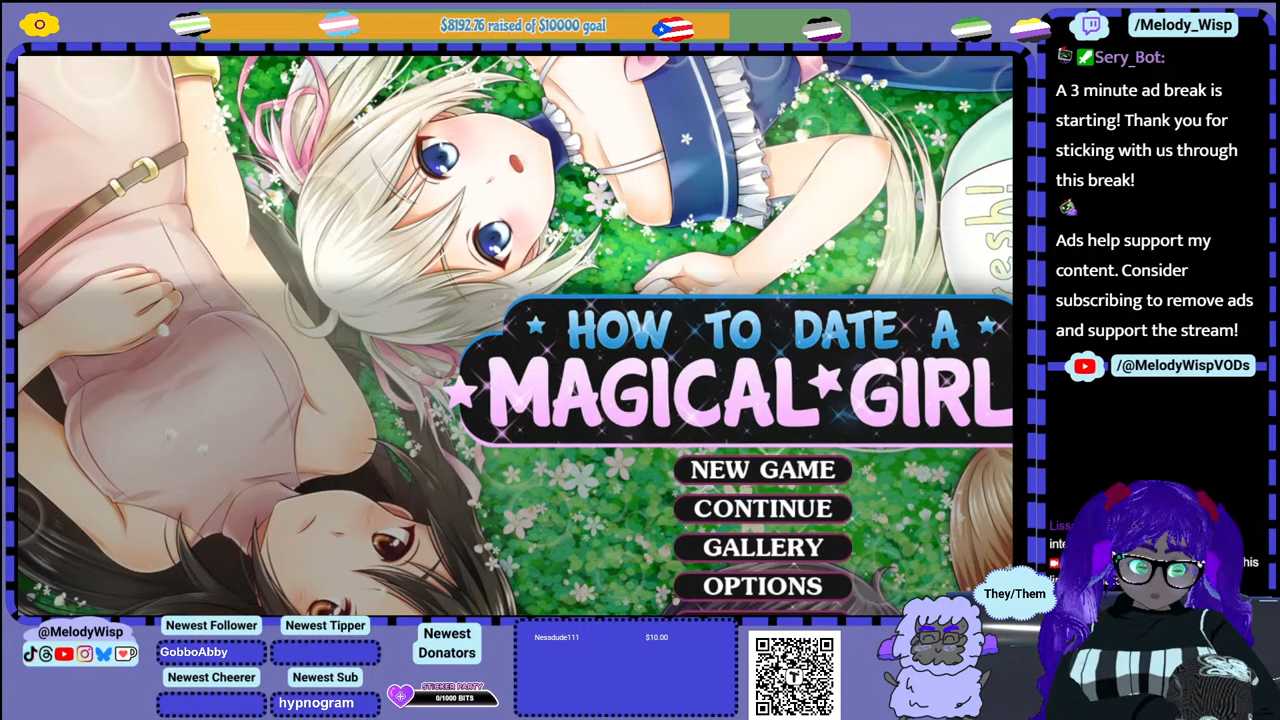 $8192.76 raised of $10000 goal
/Melody_Wisp
Sery_Bot:
A 3 minute ad break is
starting! Thank you for
sticking with us through
this break!
Ads help support my
content. Consider
subscribing to remove ads
and support the stream!
/@MelodyWispVODs
HOW TO DATE A
MAGICAL GIRL
NEW GAME
CONTINUE
GALLERY
OPTIONS
They/Them
@MelodyWisp
Newest Follower
GobboAbby
Newest Tipper
Newest Cheerer
Newest Sub
hypnogram
Newest
Donators
STICKER PARTY
0/1000 BITS
Nessdude111 $10.00